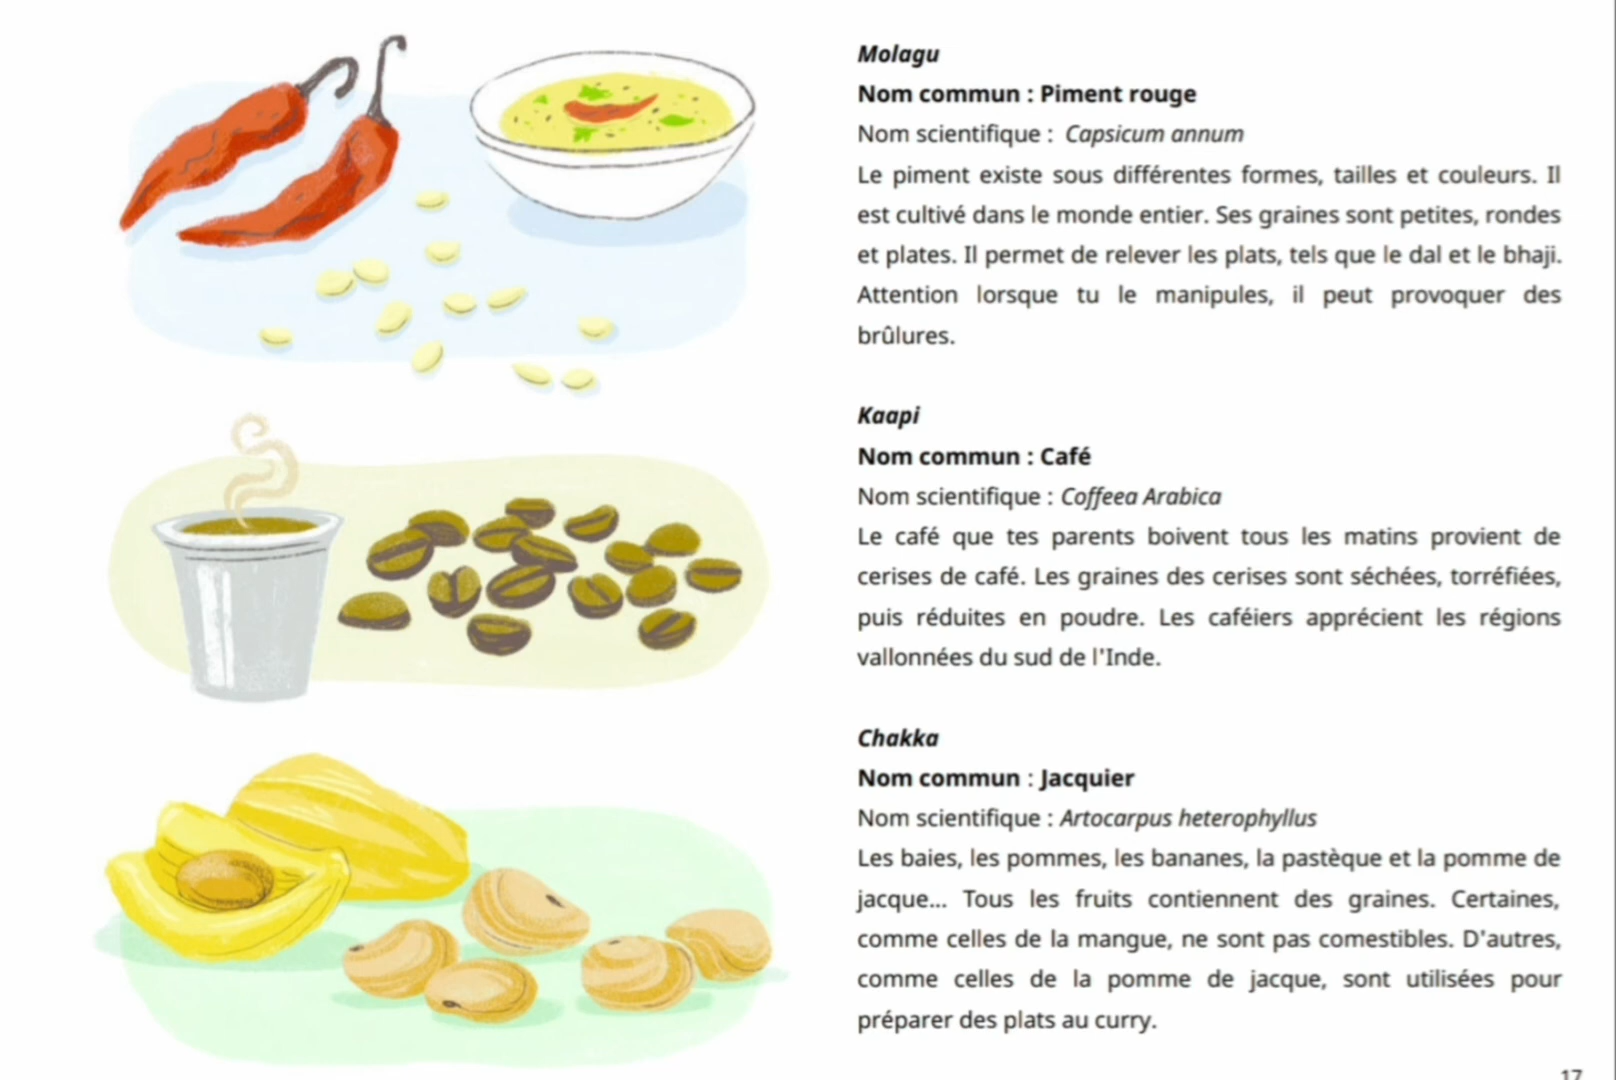 Molagu
Nom commun : Piment rouge
Nom scientifique : Capsicum annum
Le piment existe sous différentes formes, tailles et couleurs. Il
est cultivé dans le monde entier. Ses graines sont petites, rondes
et plates. Il permet de relever les plats, tels que le dal et le bhaji.
Attention lorsque tu le manipules, il peut provoquer des
brûlures.
Kaapi
Nom commun : Café
Nom scientifique : Coffeea Arabica
Le café que tes parents boivent tous les matins provient de
cerises de café. Les graines des cerises sont séchées, torréfiées,
puis réduites en poudre. Les caféiers apprécient les régions
vallonnées du sud de l'Inde.
Chakka
Nom commun : Jacquier
Nom scientifique : Artocarpus heterophyllus
Les baies, les pommes, les bananes, la pastèque et la pomme de
jacque... Tous les fruits contiennent des graines. Certaines,
comme celles de la mangue, ne sont pas comestibles. D'autres,
comme celles de la pomme de jacque, sont utilisées pour
préparer des plats au curry.
17